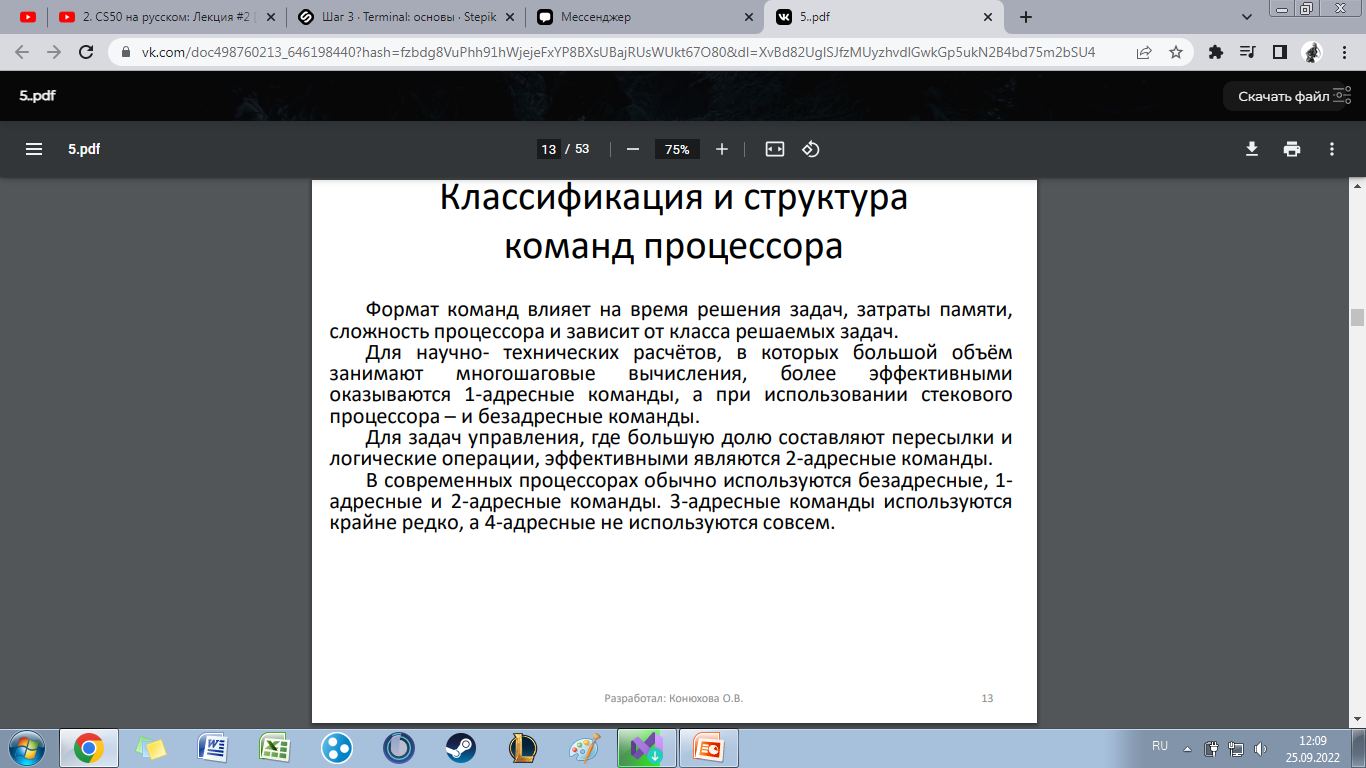 2. CS50 на русском: Лекция #2
Шаг 3 · Terminal: основы · Stepik
Мессенджер
5..pdf
vk.com/doc498760213_646198440?hash=fzbdg8VuPhh91hWjejeFxYP8BXsUBajRUsWUkt67O80&dl=XvBd82UgISJfzMUyzhvdlGwkGp5ukN2B4bd75m2bSU4
5..pdf
Скачать файл
5.pdf
13 / 53
75%
Классификация и структура
команд процессора
Формат команд влияет на время решения задач, затраты памяти,
сложность процессора и зависит от класса решаемых задач.
Для научно- технических расчётов, в которых большой объём
занимают многошаговые вычисления, более эффективными
оказываются 1-адресные команды, а при использовании стекового
процессора – и безадресные команды.
Для задач управления, где большую долю составляют пересылки и
логические операции, эффективными являются 2-адресные команды.
В современных процессорах обычно используются безадресные, 1-
адресные и 2-адресные команды. 3-адресные команды используются
крайне редко, а 4-адресные не используются совсем.
Разработал: Конюхова О.В.
13
RU
12:09
25.09.2022